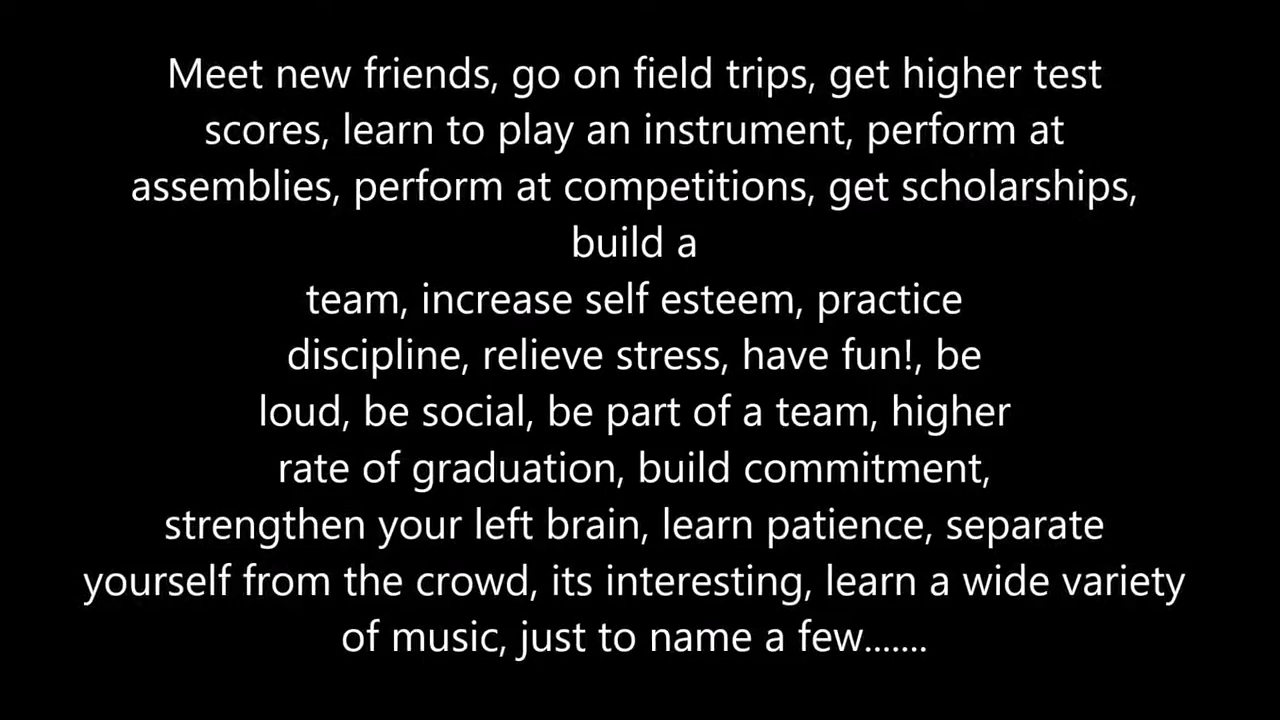 Meet new friends, go on field trips, get higher test
scores, learn to play an instrument, perform at
assemblies, perform at competitions, get scholarships,
build a
team, increase self esteem, practice
discipline, relieve stress, have fun!, be
loud, be social, be part of a team, higher
rate of graduation, build commitment,
strengthen your left brain, learn patience, separate
yourself from the crowd, its interesting, learn a wide variety
of music, just to name a few.......